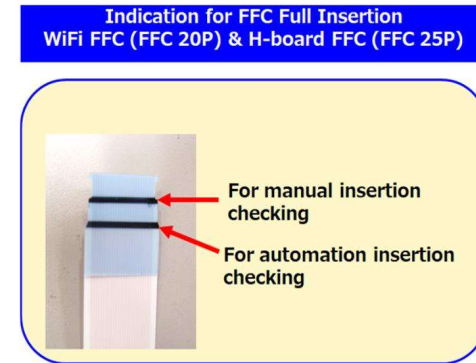 Indication for FFC Full Insertion
WiFi FFC (FFC 20P) & H-board FFC (FFC 25P)
For manual insertion
checking
For automation insertion
checking